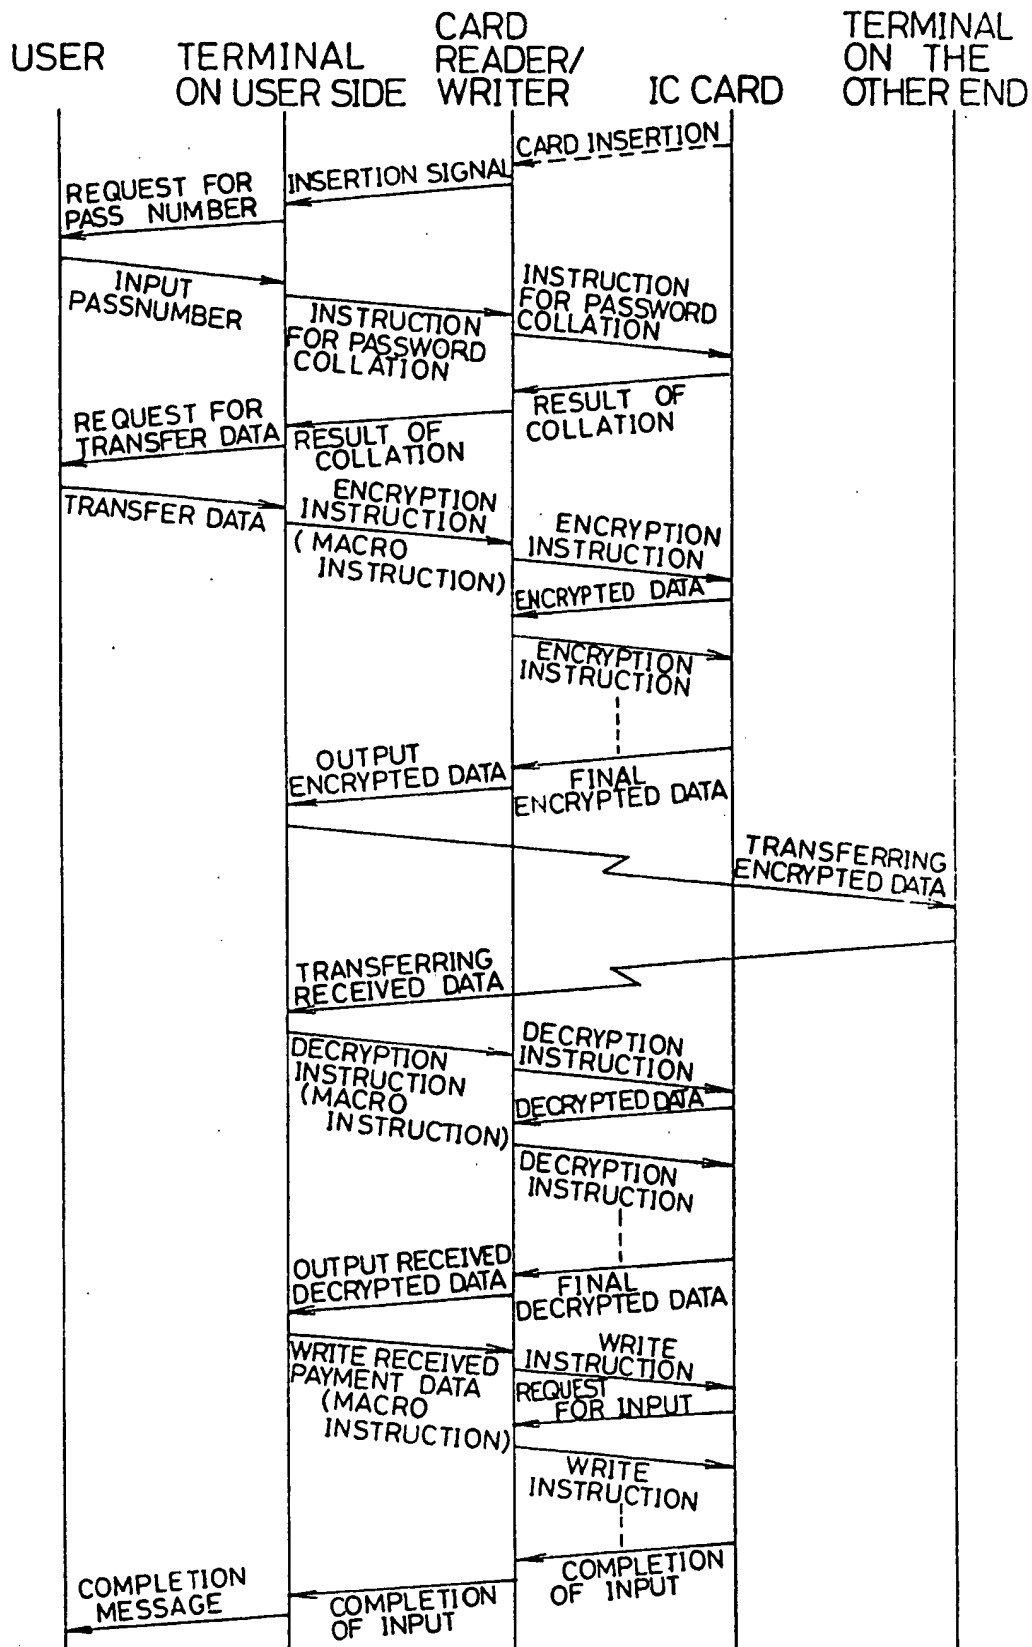 USER
TERMINAL
ON USER SIDE
CARD
READER/
WRITER
IC CARD
TERMINAL
ON THE
OTHER END
CARD INSERTION
INSERTION SIGNAL
REQUEST FOR
PASS NUMBER
INPUT
PASSNUMBER
INSTRUCTION
FOR PASSWORD
COLLATION
INSTRUCTION
FOR PASSWORD
COLLATION
RESULT OF
COLLATION
RESULT OF
COLLATION
REQUEST FOR
TRANSFER DATA
TRANSFER DATA
ENCRYPTION
INSTRUCTION
(MACRO
INSTRUCTION)
ENCRYPTION
INSTRUCTION
ENCRYPTED DATA
ENCRYPTION
INSTRUCTION
FINAL
ENCRYPTED DATA
OUTPUT
ENCRYPTED DATA
TRANSFERRING
ENCRYPTED DATA
TRANSFERRING
RECEIVED DATA
DECRYPTION
INSTRUCTION
(MACRO
INSTRUCTION)
DECRYPTION
INSTRUCTION
DECRYPTED DATA
DECRYPTION
INSTRUCTION
FINAL
DECRYPTED DATA
OUTPUT RECEIVED
DECRYPTED DATA
WRITE RECEIVED
PAYMENT DATA
(MACRO
INSTRUCTION)
WRITE
INSTRUCTION
REQUEST
FOR INPUT
WRITE
INSTRUCTION
COMPLETION
OF INPUT
COMPLETION
OF INPUT
COMPLETION
MESSAGE